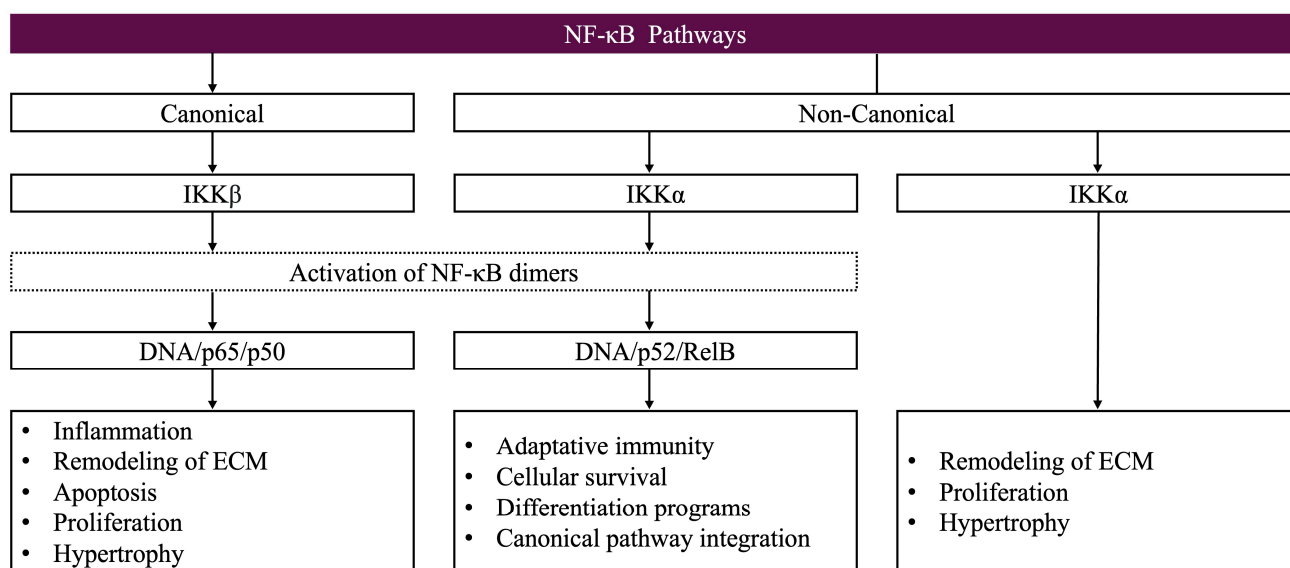 NF-κB Pathways
Canonical
Non-Canonical
IKKβ
IKKα
IKKα
Activation of NF-κB dimers
DNA/p65/p50
DNA/p52/RelB
• Inflammation
• Remodeling of ECM
• Apoptosis
• Proliferation
• Hypertrophy
• Adaptative immunity
• Cellular survival
• Differentiation programs
• Canonical pathway integration
• Remodeling of ECM
• Proliferation
• Hypertrophy